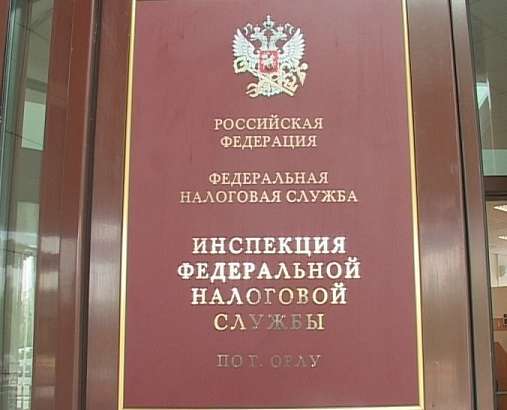 РОССИЙСКАЯ
ФЕДЕРАЦИЯ
ФЕДЕРАЛЬНАЯ
НАЛОГОВАЯ СЛУЖБА
ИНСПЕКЦИЯ
ФЕДЕРАЛЬНОЙ
НАЛОГОВОЙ
СЛУЖБЫ
ПО Г. ОРЛУ